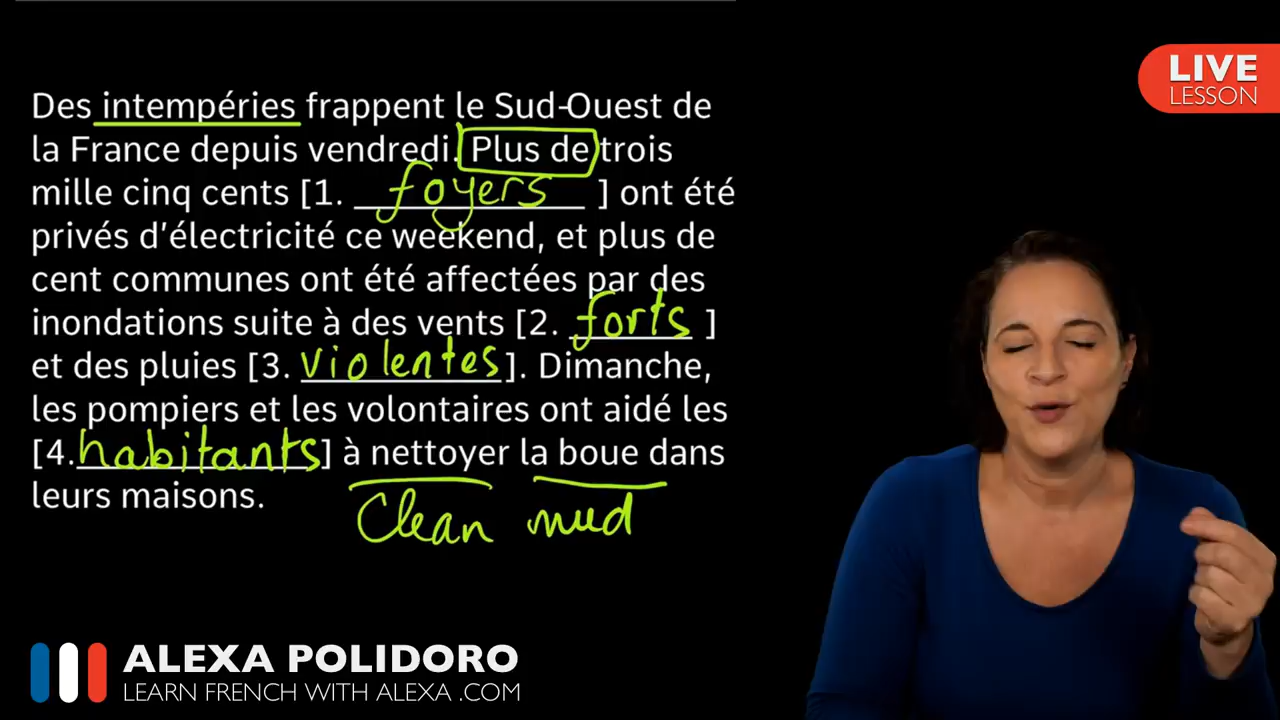 Des intempéries frappent le Sud-Ouest de
la France depuis vendredi. Plus de trois
mille cinq cents [1. foyers ] ont été
privés d’électricité ce weekend, et plus de
cent communes ont été affectées par des
inondations suite à des vents [2. forts ]
et des pluies [3. violentes]. Dimanche,
les pompiers et les volontaires ont aidé les
[4. habitants] à nettoyer la boue dans
leurs maisons.
Clean mud
LIVE
LESSON
ALEXA POLIDORO
LEARN FRENCH WITH ALEXA .COM